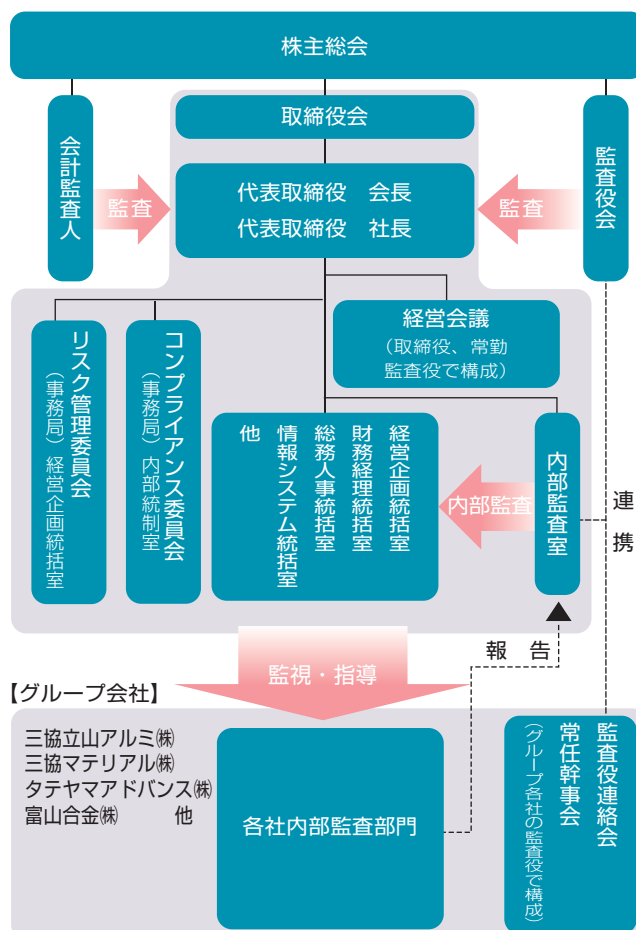 株主総会
取締役会
会計監査人
監査
代表取締役　会長
代表取締役　社長
監査
監査役会
経営会議
（取締役、常勤
監査役で構成）
リスク管理委員会
（事務局）経営企画統括室
コンプライアンス委員会
（事務局）内部統制室
経営企画統括室
財務経理統括室
総務人事統括室
情報システム統括室
他
内部監査
内部監査室
連携
報　告
監視・指導
【グループ会社】
三協立山アルミ㈱
三協マテリアル㈱
タテヤマアドバンス㈱
富山合金㈱　　他
各社内部監査部門
監査役連絡会
常任幹事会
（グループ各社の監査役で構成）